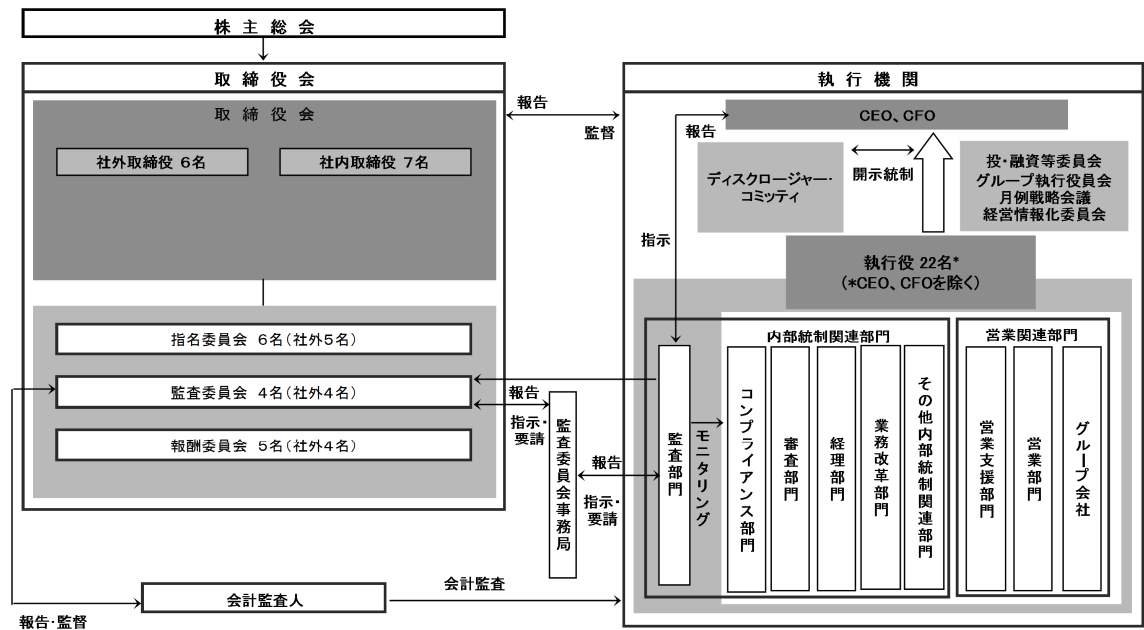 株主総会
取締役会
取締役会
社外取締役 6名
社内取締役 7名
指名委員会 6名(社外5名)
監査委員会 4名(社外4名)
報酬委員会 5名(社外4名)
報告
監督
報告
指示・
要請
監査委員会事務局
報告
指示・
要請
会計監査人
会計監査
報告・監督
執行機関
CEO、CFO
報告
指示
ディスクロージャー・
コミッティ
開示統制
投・融資等委員会
グループ執行役員会
月例戦略会議
経営情報化委員会
執行役 22名*
(*CEO、CFOを除く)
内部統制関連部門
監査部門
モニタリング
コンプライアンス部門
審査部門
経理部門
業務改革部門
その他内部統制関連部門
営業関連部門
営業支援部門
営業部門
グループ会社